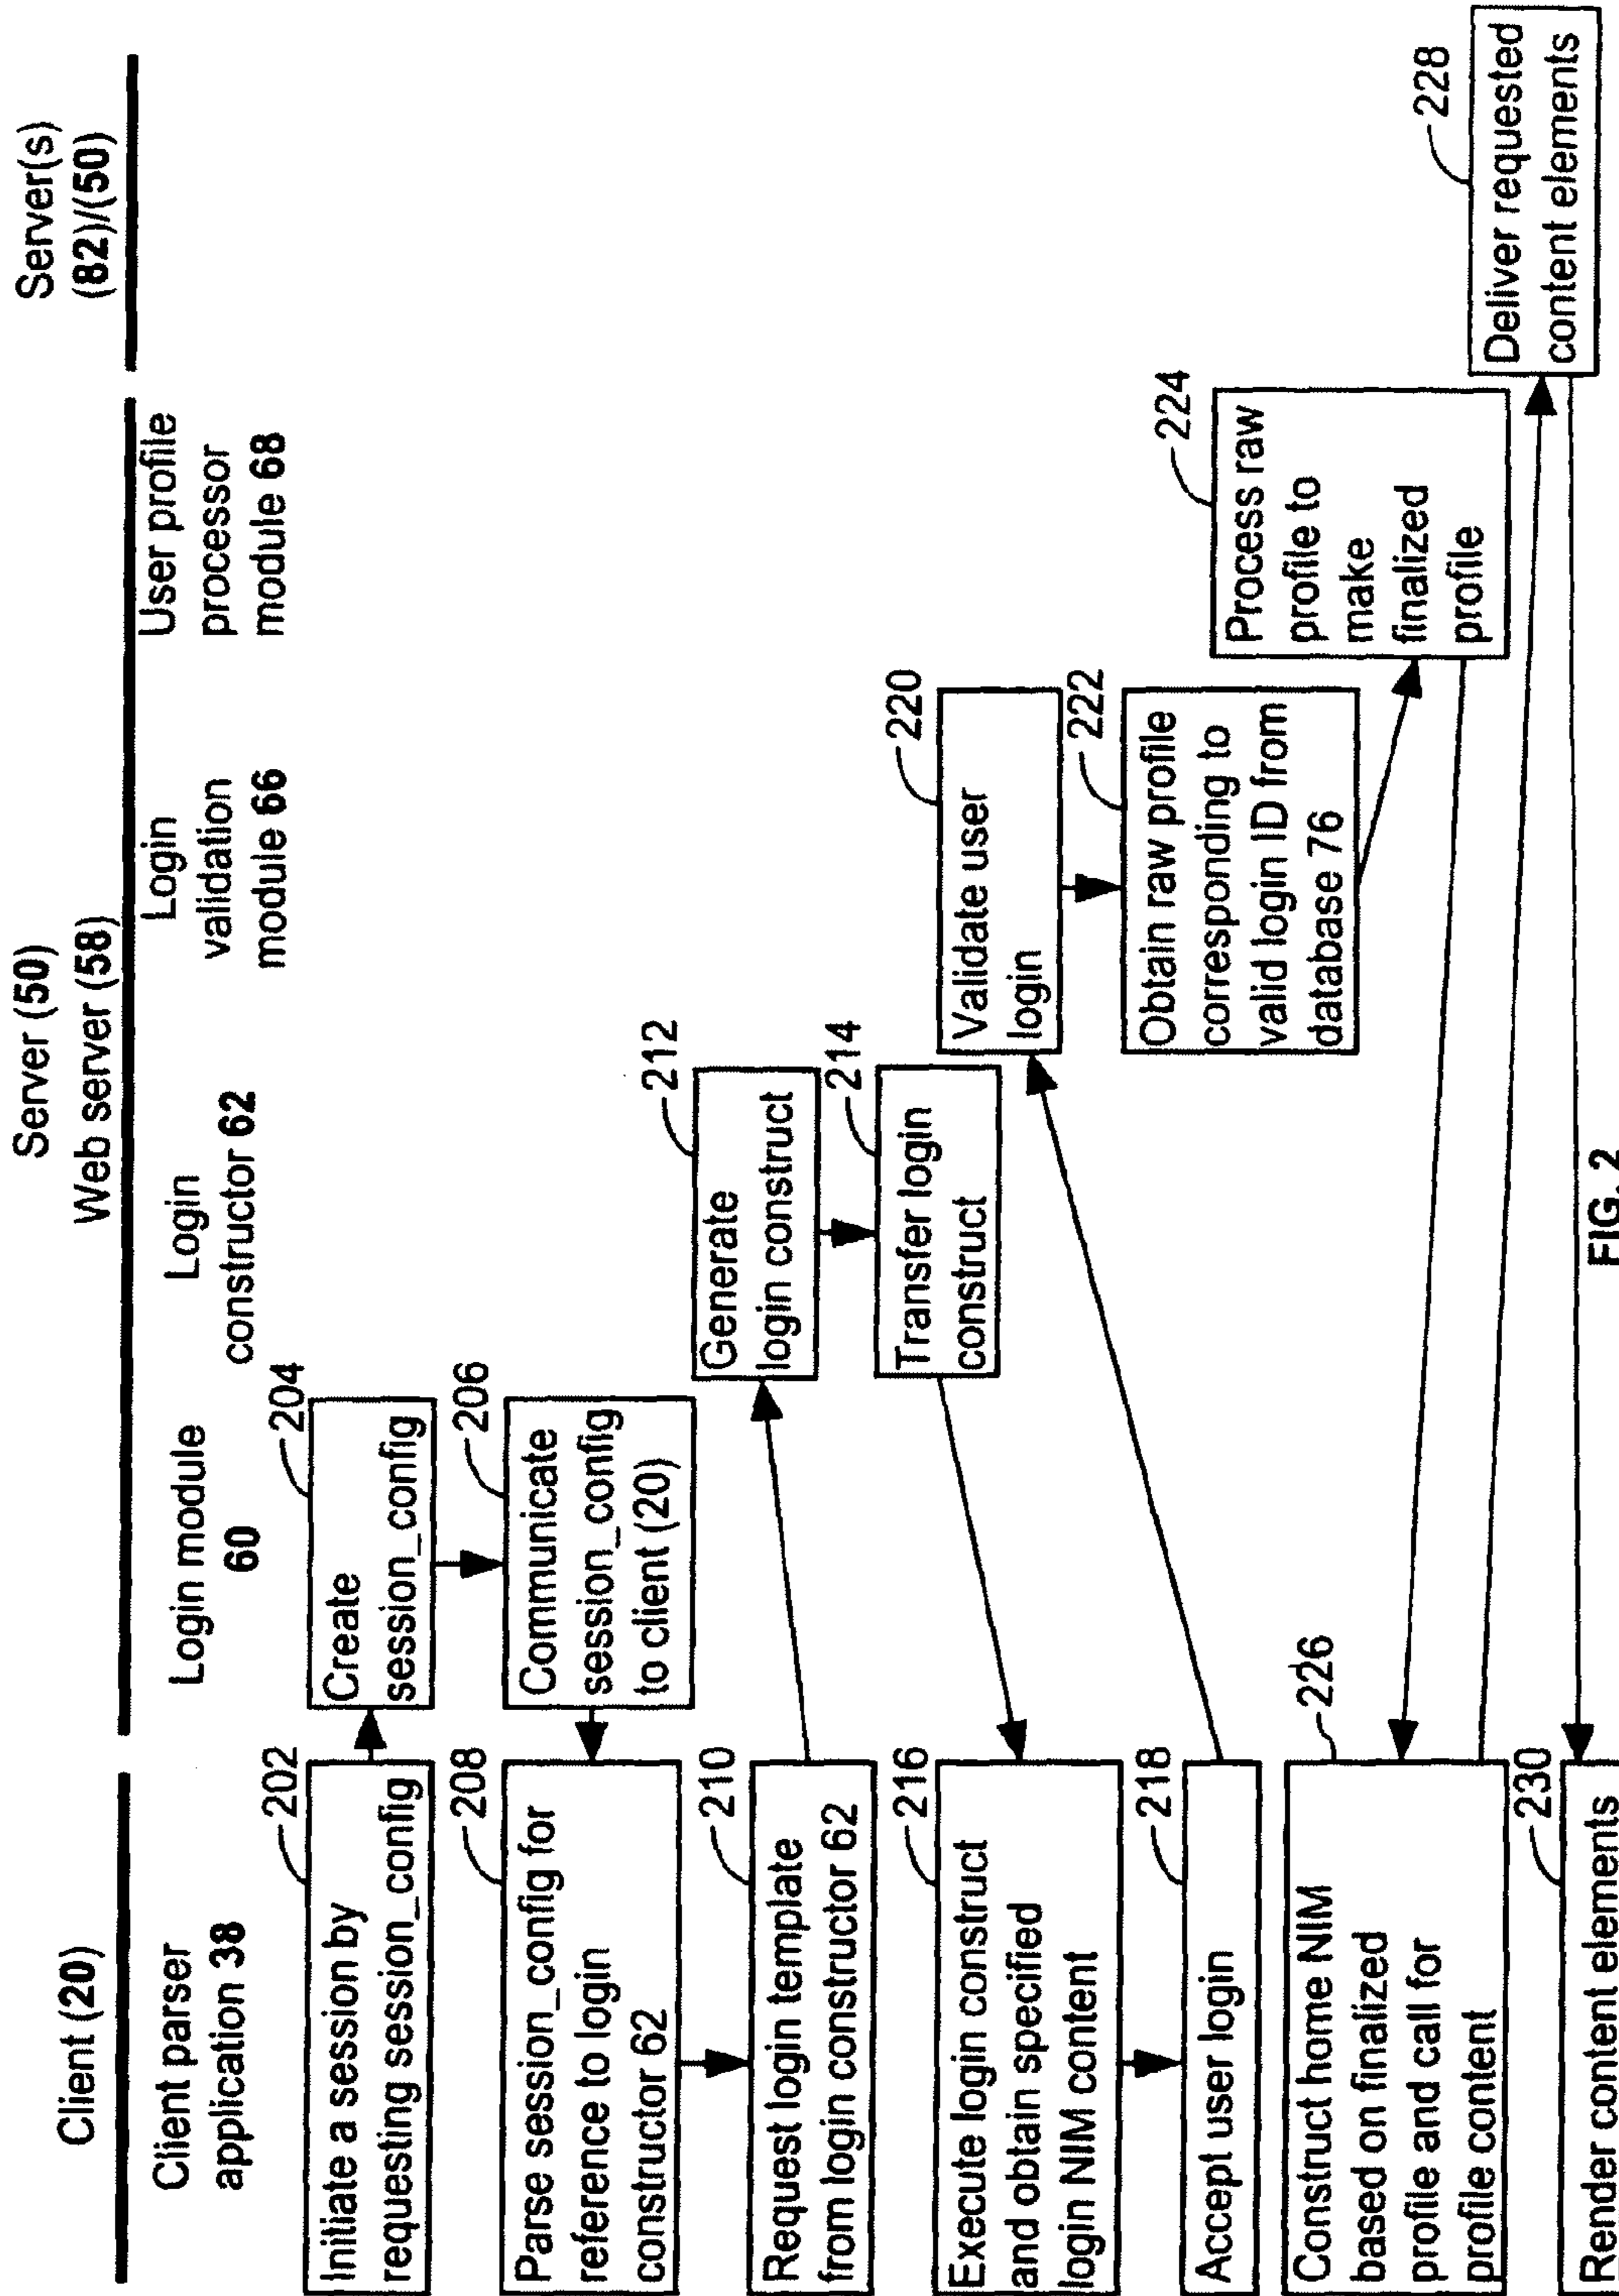 Client (20)
Server (50)
Web server (58)
Server(s)
(82)/(50)
Client parser
application 38
Login module
60
Login
constructor 62
Login
validation
module 66
User profile
processor
module 68
202
Initiate a session by
requesting session_config
204
Create
session_config
206
Communicate
session_config
to client (20)
208
Parse session_config for
reference to login
constructor 62
210
Request login template
from login constructor 62
212
Generate
login construct
214
Transfer login
construct
216
Execute login construct
and obtain specified
login NIM content
218
Accept user login
220
Validate user
login
222
Obtain raw profile
corresponding to
valid login ID from
database 76
224
Process raw
profile to
make
finalized
profile
226
Construct home NIM
based on finalized
profile and call for
profile content
228
Deliver requested
content elements
230
Render content elements
FIG. 2